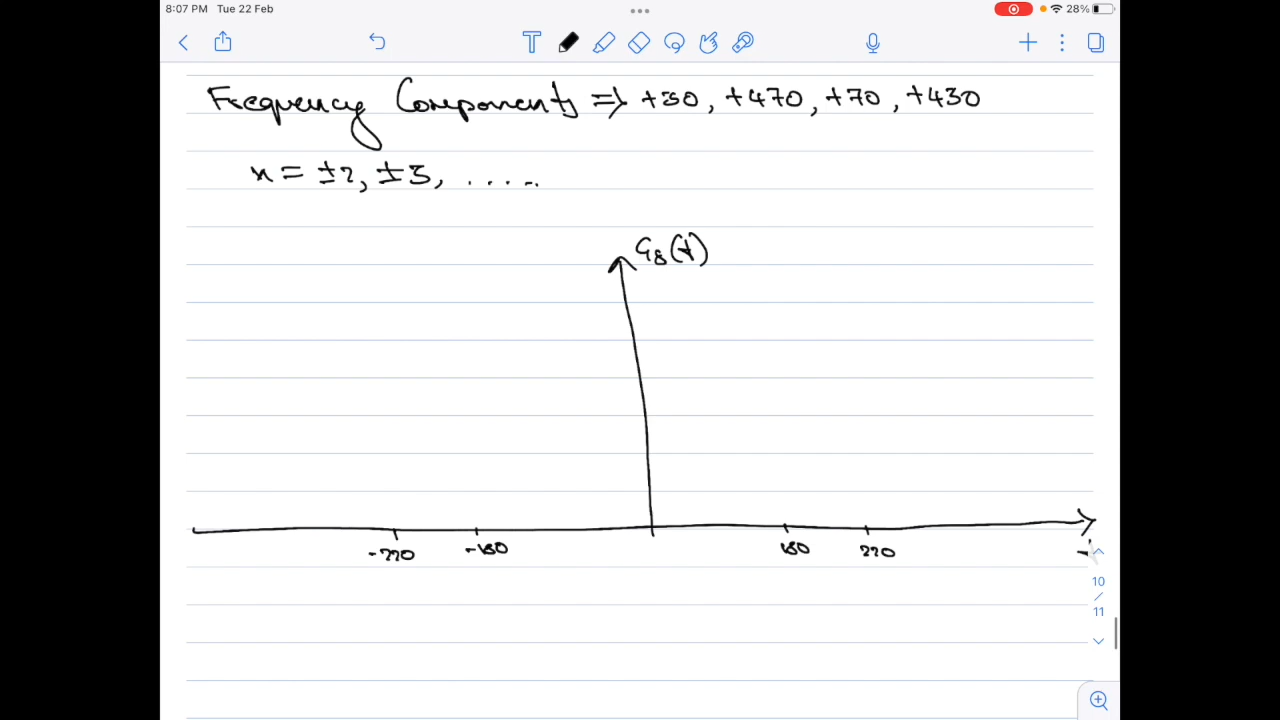 8:07 PM Tue 22 Feb
28%
T
Frequency Components ⇒ +30, +470, +70, +430
n = ±2, ±3, .....
Gδ(f)
-220 -180 180 220
10
/
11